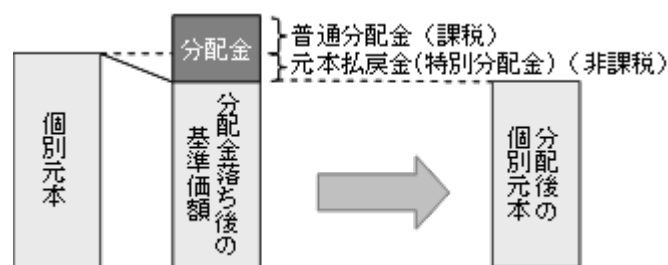 分配金
普通分配金（課税）
元本払戻金(特別分配金)（非課税）
個別元本
分配金落ち後の
基準価額
分配後の
個別元本